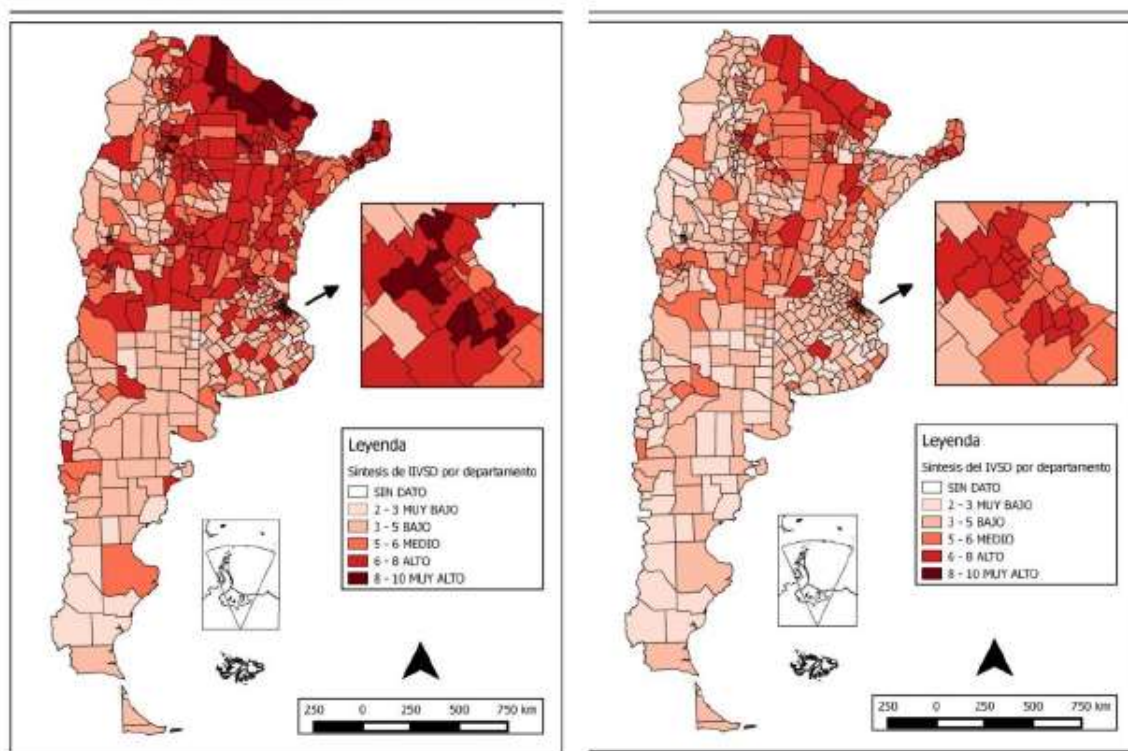 Leyenda
Síntesis de IIVSD por departamento
SIN DATO
2 - 3 MUY BAJO
3 - 5 BAJO
5 - 6 MEDIO
6 - 8 ALTO
8 - 10 MUY ALTO
250 0 250 500 750 km
Leyenda
Síntesis del IVSD por departamento
SIN DATO
2 - 3 MUY BAJO
3 - 5 BAJO
5 - 6 MEDIO
6 - 8 ALTO
8 - 10 MUY ALTO
250 0 250 500 750 km